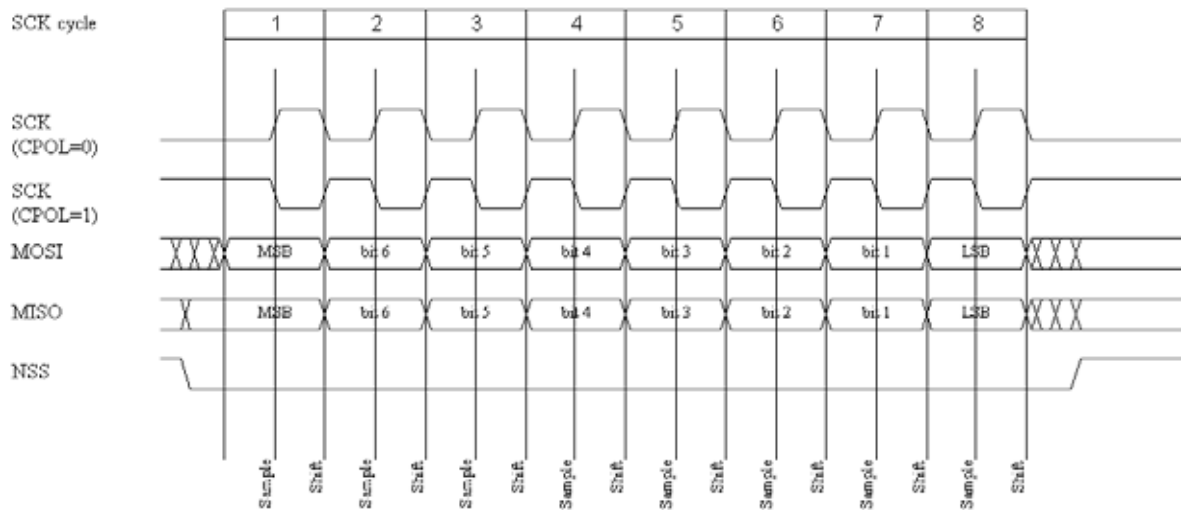 SCK cycle 1 2 3 4 5 6 7 8
SCK
(CPOL=0)
SCK
(CPOL=1)
MOSI MSB bit 6 bit 5 bit 4 bit 3 bit 2 bit 1 LSB
MISO MSB bit 6 bit 5 bit 4 bit 3 bit 2 bit 1 LSB
NSS
Sample Shift Sample Shift Sample Shift Sample Shift Sample Shift Sample Shift Sample Shift Sample Shift